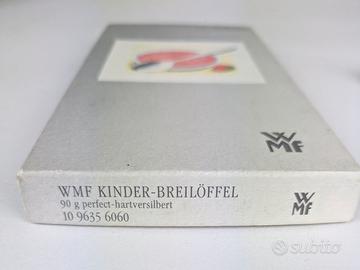 WMF
WMF KINDER-BREILÖFFEL
90 g perfect-hartversilbert
10 9635 6060
WMF
subito